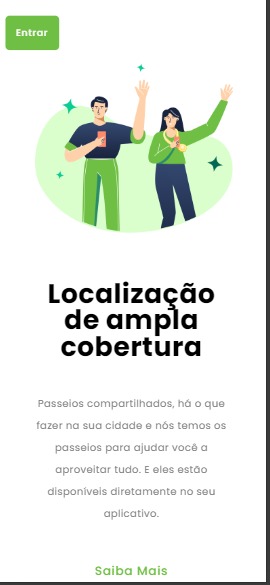 Entrar
Localização
de ampla
cobertura
Passeios compartilhados, há o que
fazer na sua cidade e nós temos os
passeios para ajudar você a
aproveitar tudo. E eles estão
disponíveis diretamente no seu
aplicativo.
Saiba Mais